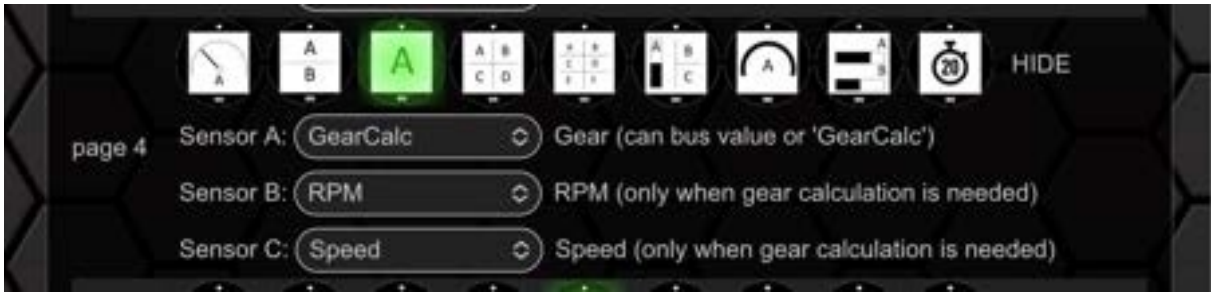 A
A
B
A
A B
C D
A B
C D
E F
A
B
C
A
A
B
20
HIDE
page 4
Sensor A: GearCalc Gear (can bus value or 'GearCalc')
Sensor B: RPM RPM (only when gear calculation is needed)
Sensor C: Speed Speed (only when gear calculation is needed)